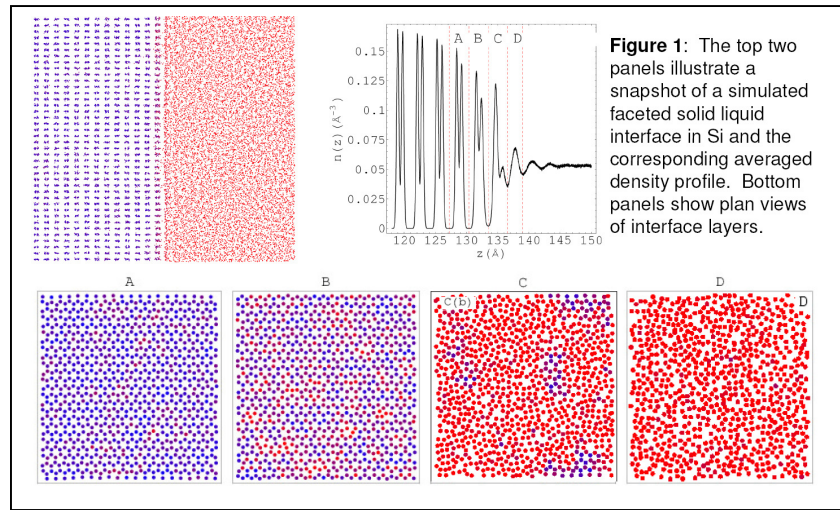 A B C D
0.15
0.1
0.075
0.05
0.025
0
n(z)(Å⁻³)
120 125 130 135 140 145 150
z(Å)
Figure 1: The top two
panels illustrate a
snapshot of a simulated
faceted solid liquid
interface in Si and the
corresponding averaged
density profile. Bottom
panels show plan views
of interface layers.
A B C D
C(b) D